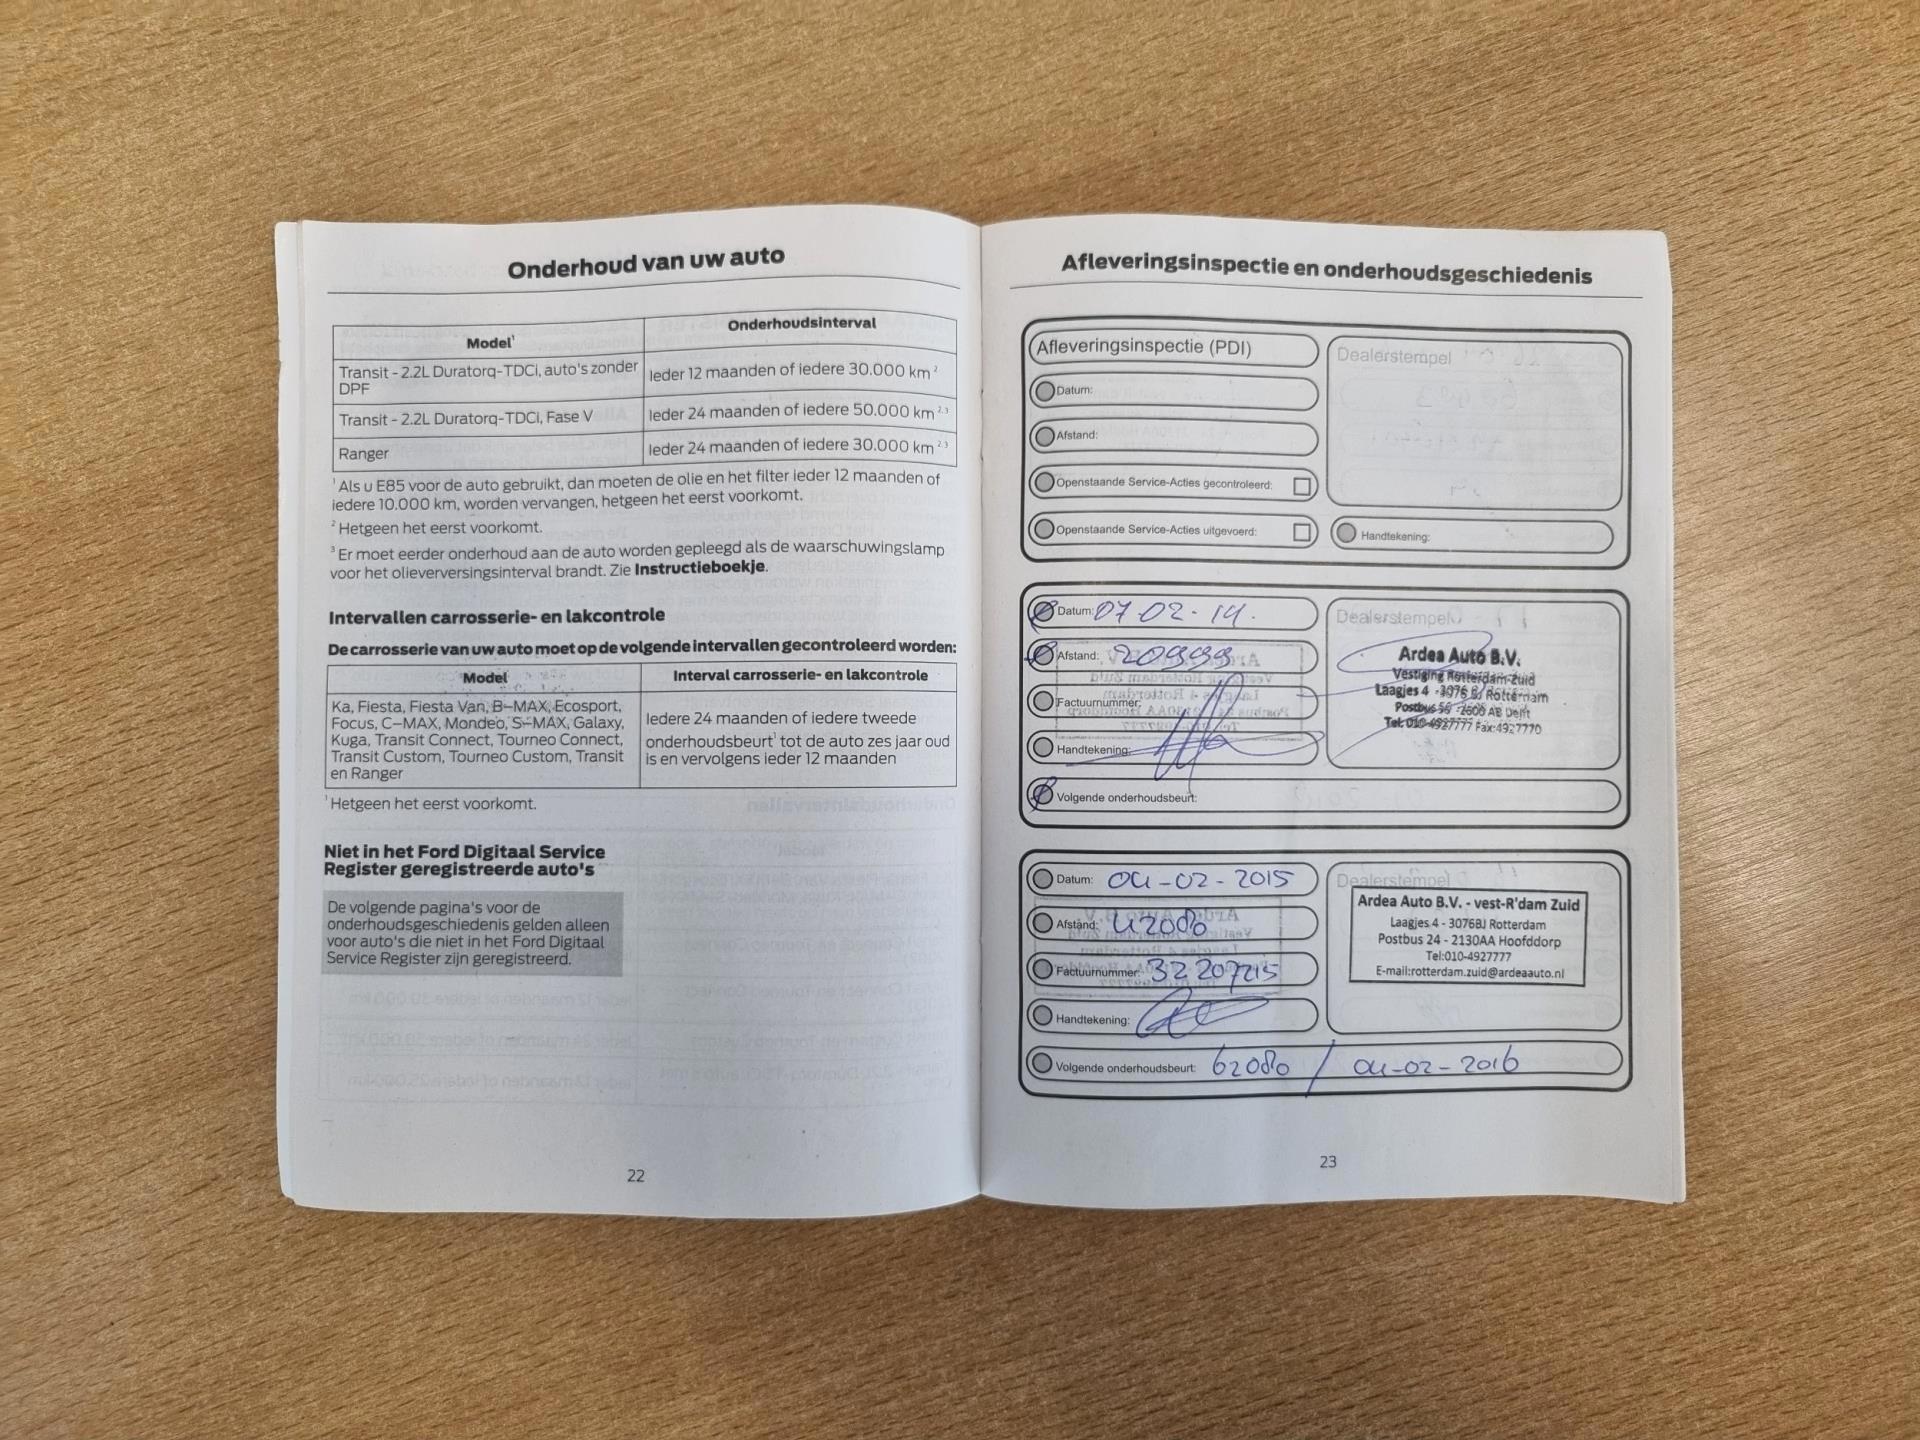 Onderhoud van uw auto
Model¹
Onderhoudsinterval
Transit - 2.2L Duratorq-TDCi, auto's zonder
DPF
Ieder 12 maanden of iedere 30.000 km ²
Transit - 2.2L Duratorq-TDCi, Fase V
Ieder 24 maanden of iedere 50.000 km ²·³
Ranger
Ieder 24 maanden of iedere 30.000 km ²·³
¹ Als u E85 voor de auto gebruikt, dan moeten de olie en het filter ieder 12 maanden of
iedere 10.000 km, worden vervangen, hetgeen het eerst voorkomt.
² Hetgeen het eerst voorkomt.
³ Er moet eerder onderhoud aan de auto worden gepleegd als de waarschuwingslamp
voor het olieverversingsinterval brandt. Zie Instructieboekje.
Intervallen carrosserie- en lakcontrole
De carrosserie van uw auto moet op de volgende intervallen gecontroleerd worden:
Model
Interval carrosserie- en lakcontrole
Ka, Fiesta, Fiesta Van, B-MAX, Ecosport,
Focus, C-MAX, Mondeo, S-MAX, Galaxy,
Kuga, Transit Connect, Tourneo Connect,
Transit Custom, Tourneo Custom, Transit
en Ranger
Iedere 24 maanden of iedere tweede
onderhoudsbeurt¹ tot de auto zes jaar oud
is en vervolgens ieder 12 maanden
¹ Hetgeen het eerst voorkomt.
Niet in het Ford Digitaal Service
Register geregistreerde auto's
De volgende pagina's voor de
onderhoudsgeschiedenis gelden alleen
voor auto's die niet in het Ford Digitaal
Service Register zijn geregistreerd.
22
Afleveringsinspectie en onderhoudsgeschiedenis
Afleveringsinspectie (PDI)
Dealerstempel
Datum:
Afstand:
Openstaande Service-Acties gecontroleerd:
Openstaande Service-Acties uitgevoerd:
Handtekening:
Datum: 07-02-14.
Afstand: 20999
Factuurnummer:
Handtekening:
Volgende onderhoudsbeurt:
Dealerstempel
Ardea Auto B.V.
Vestiging Rotterdam-Zuid
Laagjes 4 - 3076 BJ Rotterdam
Postbus 56 - 2600 AB Delft
Tel: 010-4927777 Fax:4927770
Datum: 04-02-2015
Afstand: 42080
Factuurnummer: 32207215
Handtekening:
Volgende onderhoudsbeurt: 62080 / 04-02-2016
Dealerstempel
Ardea Auto B.V. - vest-R'dam Zuid
Laagjes 4 - 3076BJ Rotterdam
Postbus 24 - 2130AA Hoofddorp
Tel:010-4927777
E-mail:rotterdam.zuid@ardeaauto.nl
23